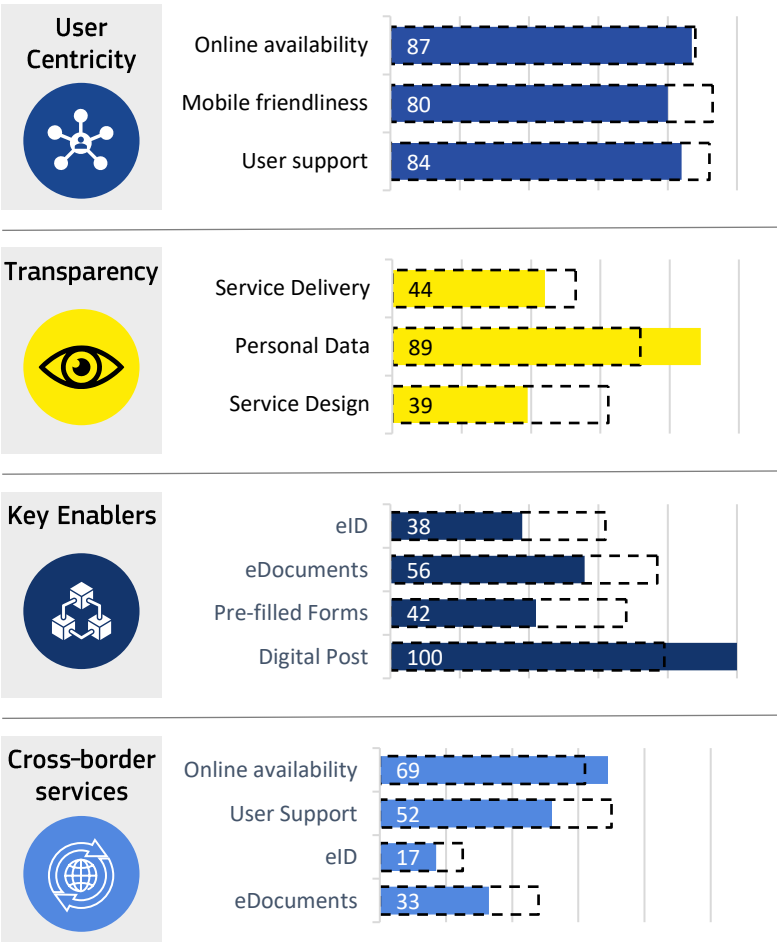 User
Centricity
Online availability
87
Mobile friendliness
80
User support
84
Transparency
Service Delivery
44
Personal Data
89
Service Design
39
Key Enablers
eID
38
eDocuments
56
Pre-filled Forms
42
Digital Post
100
Cross-border
services
Online availability
69
User Support
52
eID
17
eDocuments
33